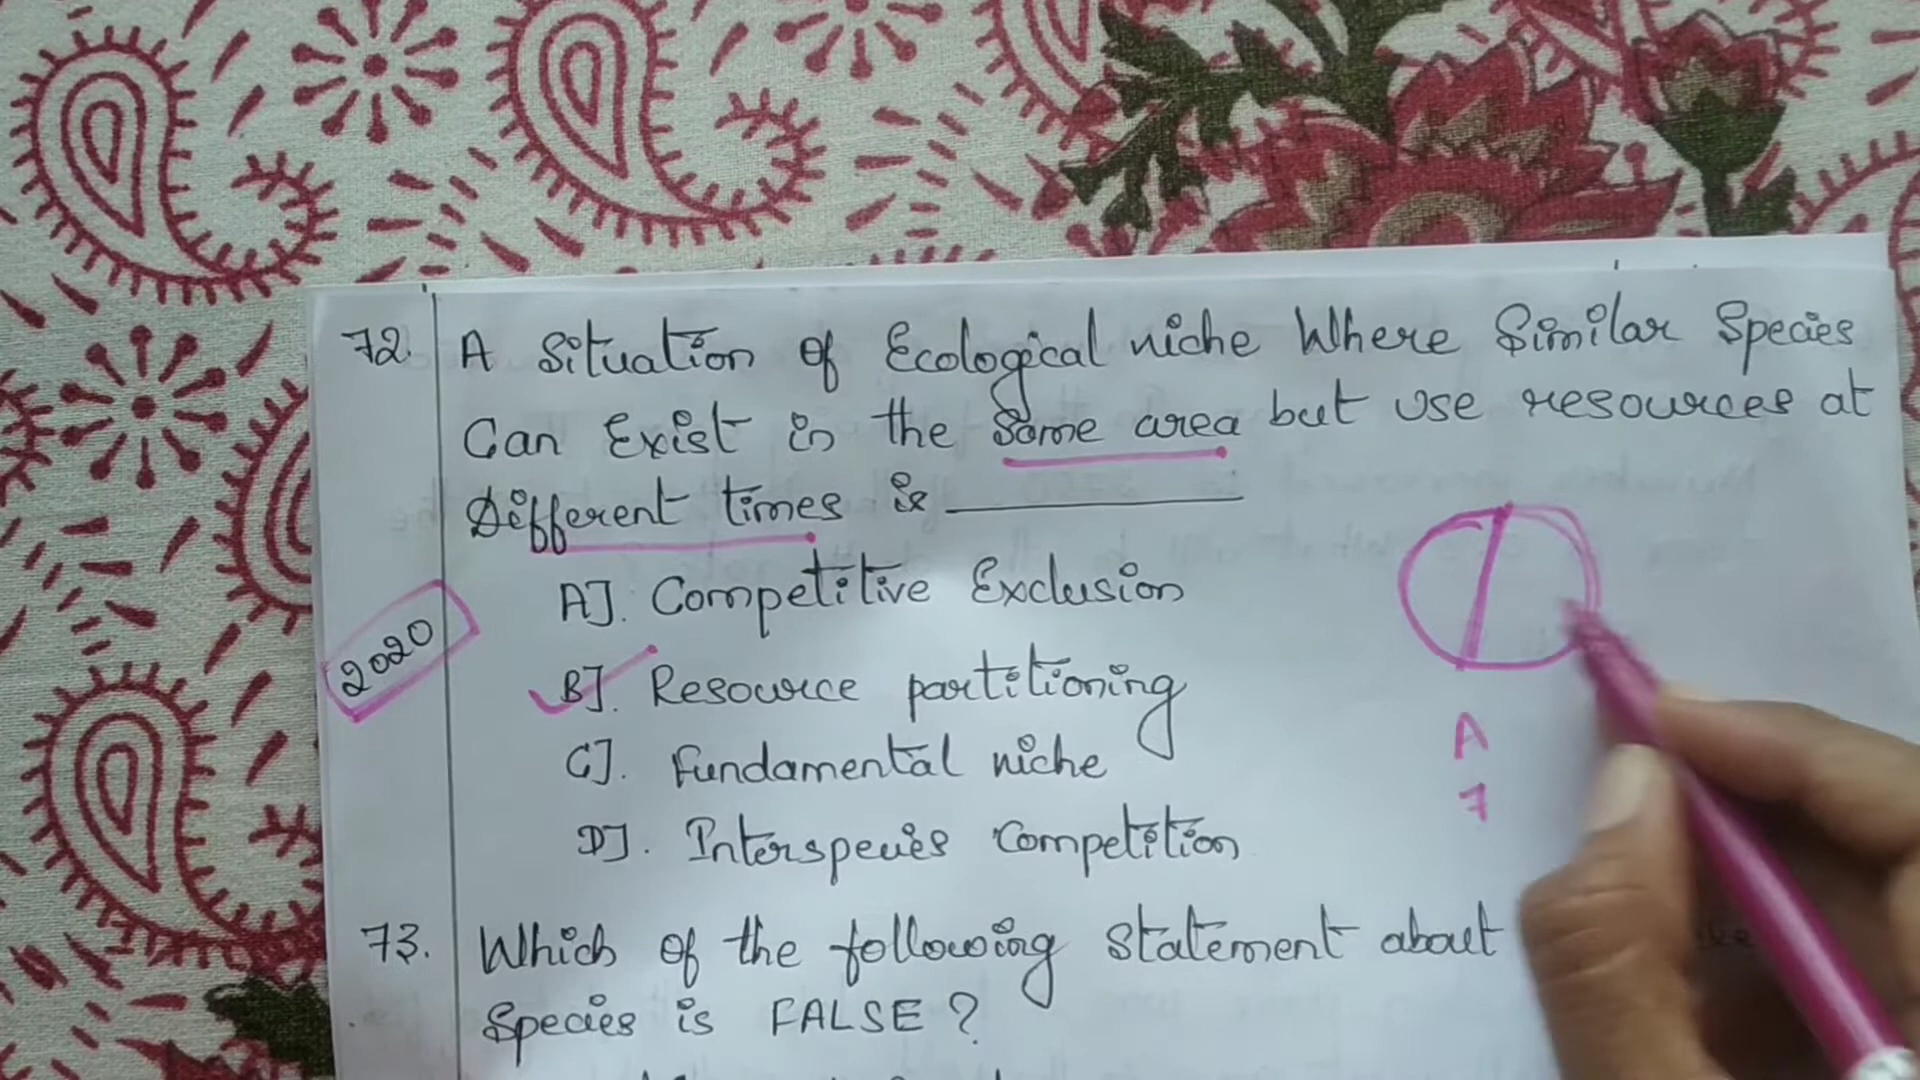 72. A Situation of Ecological niche Where Similar Species
Can Exist in the Same area but use resources at
Different times is
A]. Competitive Exclusion
2020
B]. Resource partitioning
C]. Fundamental niche
D]. Interspecies Competition
A
7
73. Which of the following statement about
Species is FALSE ?